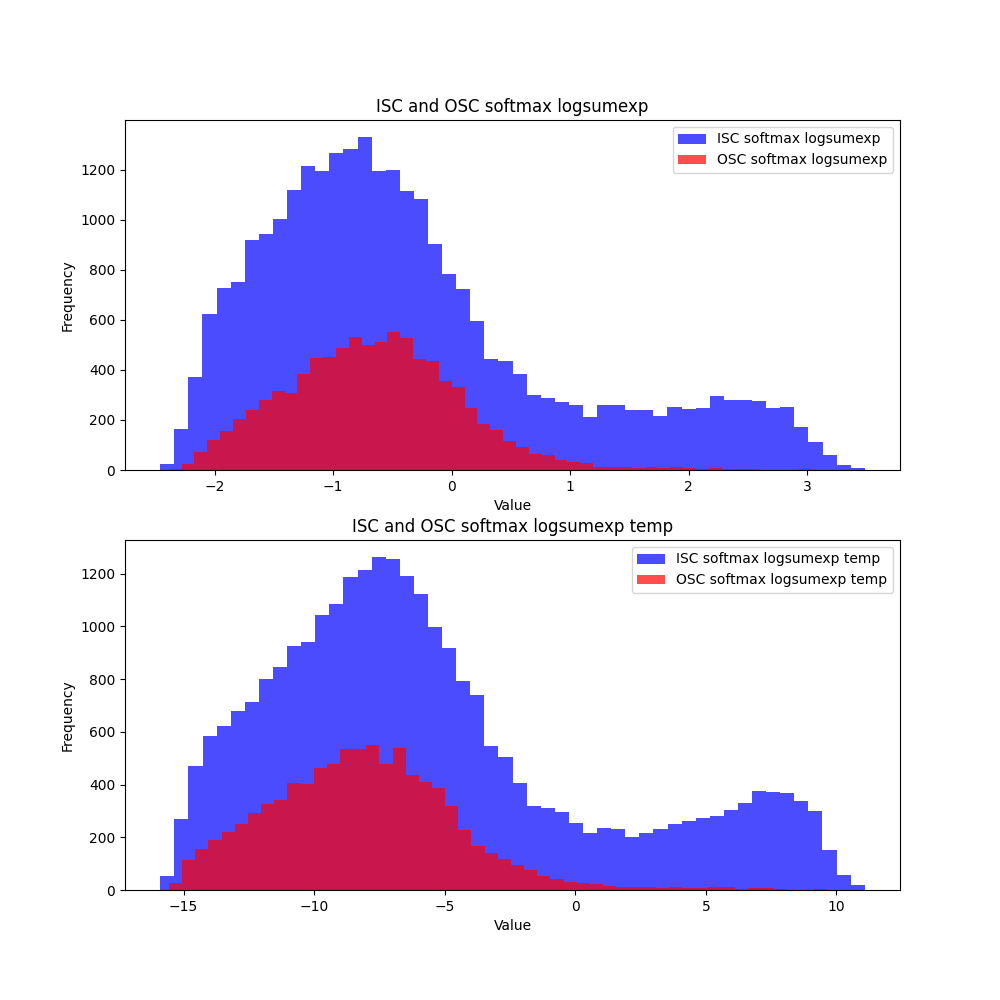 ISC and OSC softmax logsumexp
ISC softmax logsumexp
OSC softmax logsumexp
Frequency
1200
1000
800
600
400
200
0
−2 −1 0 1 2 3
Value
ISC and OSC softmax logsumexp temp
ISC softmax logsumexp temp
OSC softmax logsumexp temp
Frequency
1200
1000
800
600
400
200
0
−15 −10 −5 0 5 10
Value